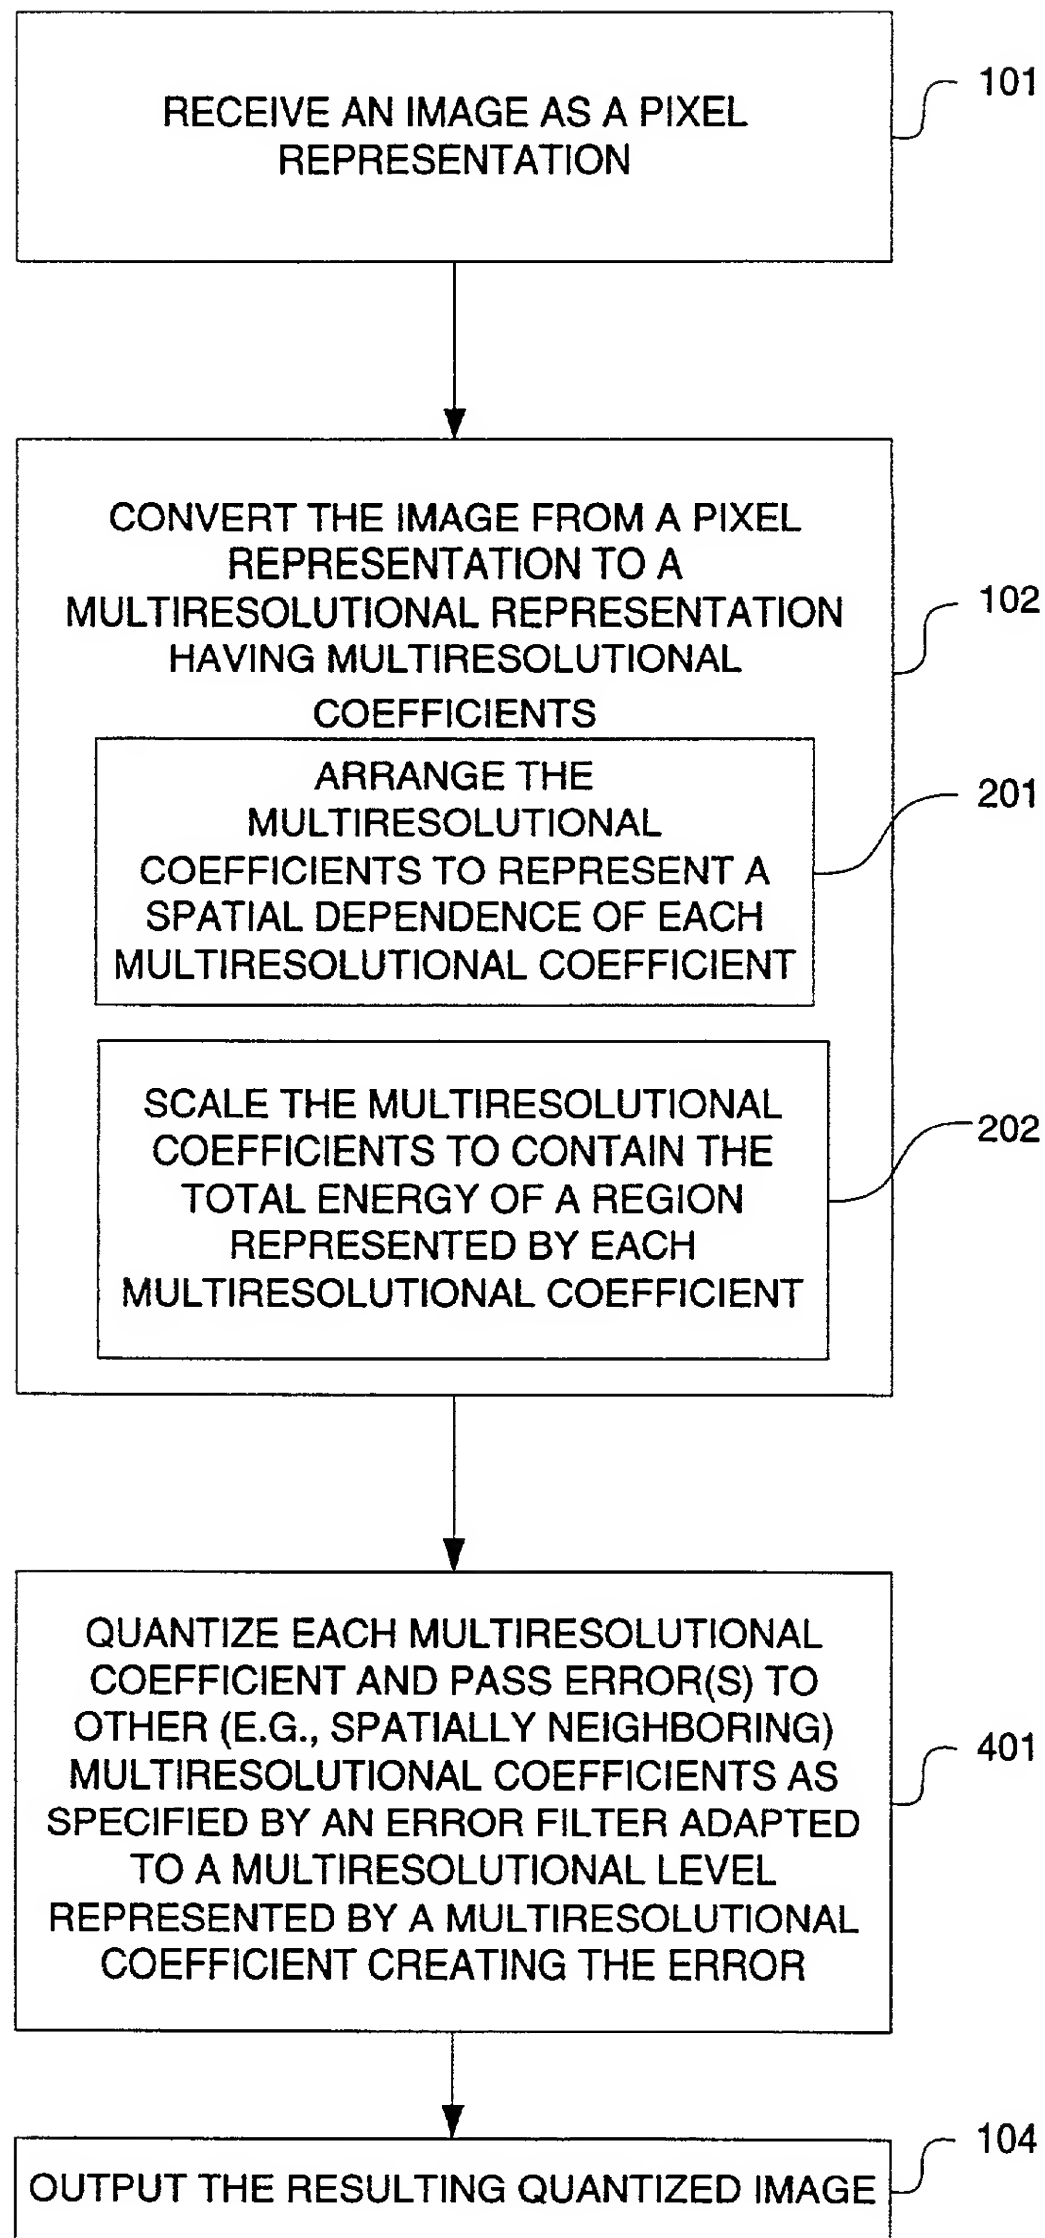 RECEIVE AN IMAGE AS A PIXEL
REPRESENTATION
101
CONVERT THE IMAGE FROM A PIXEL
REPRESENTATION TO A
MULTIRESOLUTIONAL REPRESENTATION
HAVING MULTIRESOLUTIONAL
COEFFICIENTS
102
ARRANGE THE
MULTIRESOLUTIONAL
COEFFICIENTS TO REPRESENT A
SPATIAL DEPENDENCE OF EACH
MULTIRESOLUTIONAL COEFFICIENT
201
SCALE THE MULTIRESOLUTIONAL
COEFFICIENTS TO CONTAIN THE
TOTAL ENERGY OF A REGION
REPRESENTED BY EACH
MULTIRESOLUTIONAL COEFFICIENT
202
QUANTIZE EACH MULTIRESOLUTIONAL
COEFFICIENT AND PASS ERROR(S) TO
OTHER (E.G., SPATIALLY NEIGHBORING)
MULTIRESOLUTIONAL COEFFICIENTS AS
SPECIFIED BY AN ERROR FILTER ADAPTED
TO A MULTIRESOLUTIONAL LEVEL
REPRESENTED BY A MULTIRESOLUTIONAL
COEFFICIENT CREATING THE ERROR
401
OUTPUT THE RESULTING QUANTIZED IMAGE
104